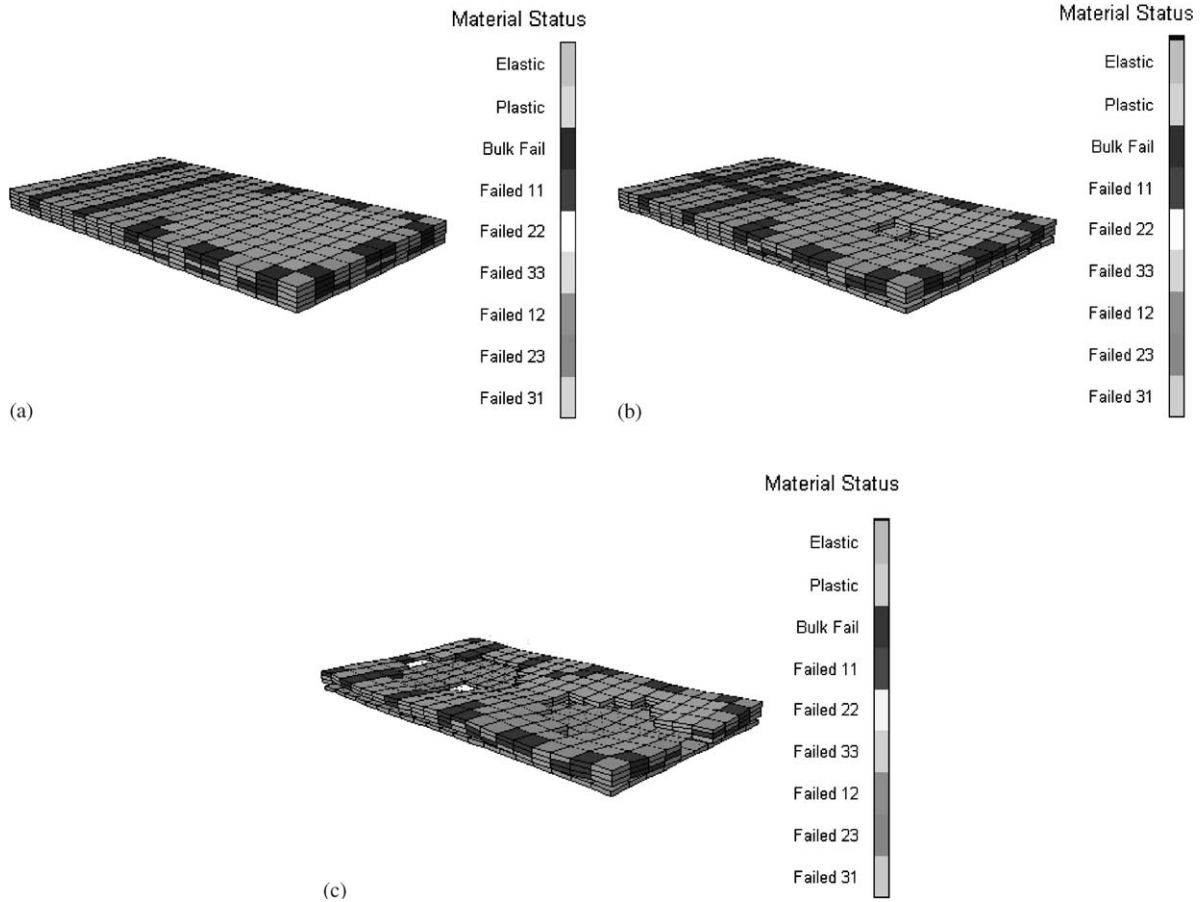 Material Status
Elastic
Plastic
Bulk Fail
Failed 11
Failed 22
Failed 33
Failed 12
Failed 23
Failed 31
(a)
Material Status
Elastic
Plastic
Bulk Fail
Failed 11
Failed 22
Failed 33
Failed 12
Failed 23
Failed 31
(b)
Material Status
Elastic
Plastic
Bulk Fail
Failed 11
Failed 22
Failed 33
Failed 12
Failed 23
Failed 31
(c)